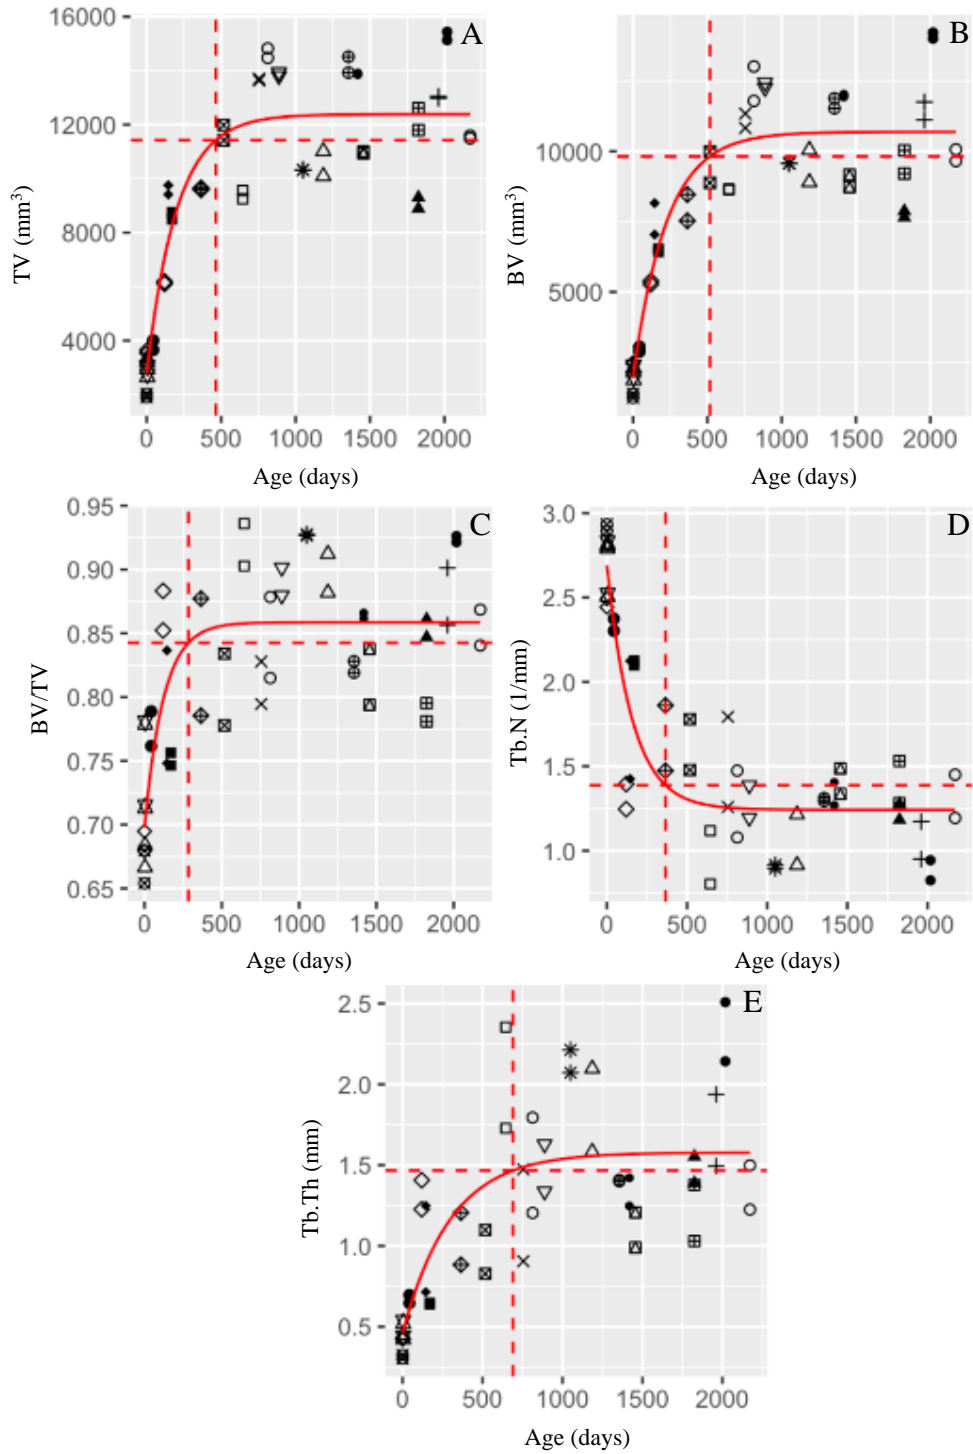 A
16000
12000
8000
4000
TV (mm³)
0 500 1000 1500 2000
Age (days)
B
10000
5000
BV (mm³)
0 500 1000 1500 2000
Age (days)
C
0.95
0.90
0.85
0.80
0.75
0.70
0.65
BV/TV
0 500 1000 1500 2000
Age (days)
D
3.0
2.5
2.0
1.5
1.0
Tb.N (1/mm)
0 500 1000 1500 2000
Age (days)
E
2.5
2.0
1.5
1.0
0.5
Tb.Th (mm)
0 500 1000 1500 2000
Age (days)